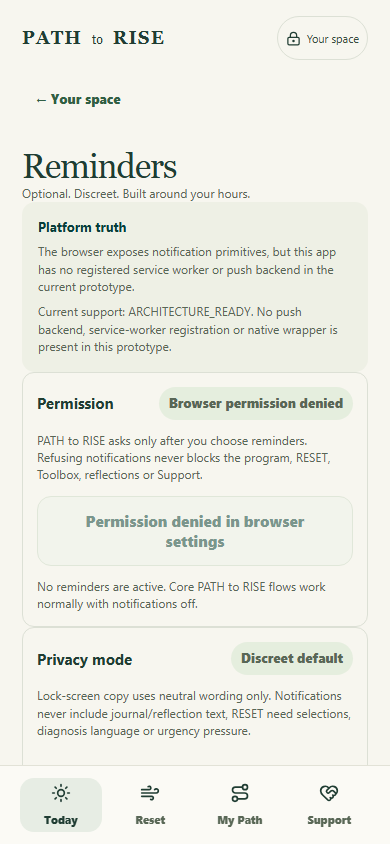 PATH to RISE
Your space
← Your space
Reminders
Optional. Discreet. Built around your hours.
Platform truth
The browser exposes notification primitives, but this app
has no registered service worker or push backend in the
current prototype.
Current support: ARCHITECTURE_READY. No push
backend, service-worker registration or native wrapper is
present in this prototype.
Permission
Browser permission denied
PATH to RISE asks only after you choose reminders.
Refusing notifications never blocks the program, RESET,
Toolbox, reflections or Support.
Permission denied in browser
settings
No reminders are active. Core PATH to RISE flows work
normally with notifications off.
Privacy mode
Discreet default
Lock-screen copy uses neutral wording only. Notifications
never include journal/reflection text, RESET need selections,
diagnosis language or urgency pressure.
Today
Reset
My Path
Support